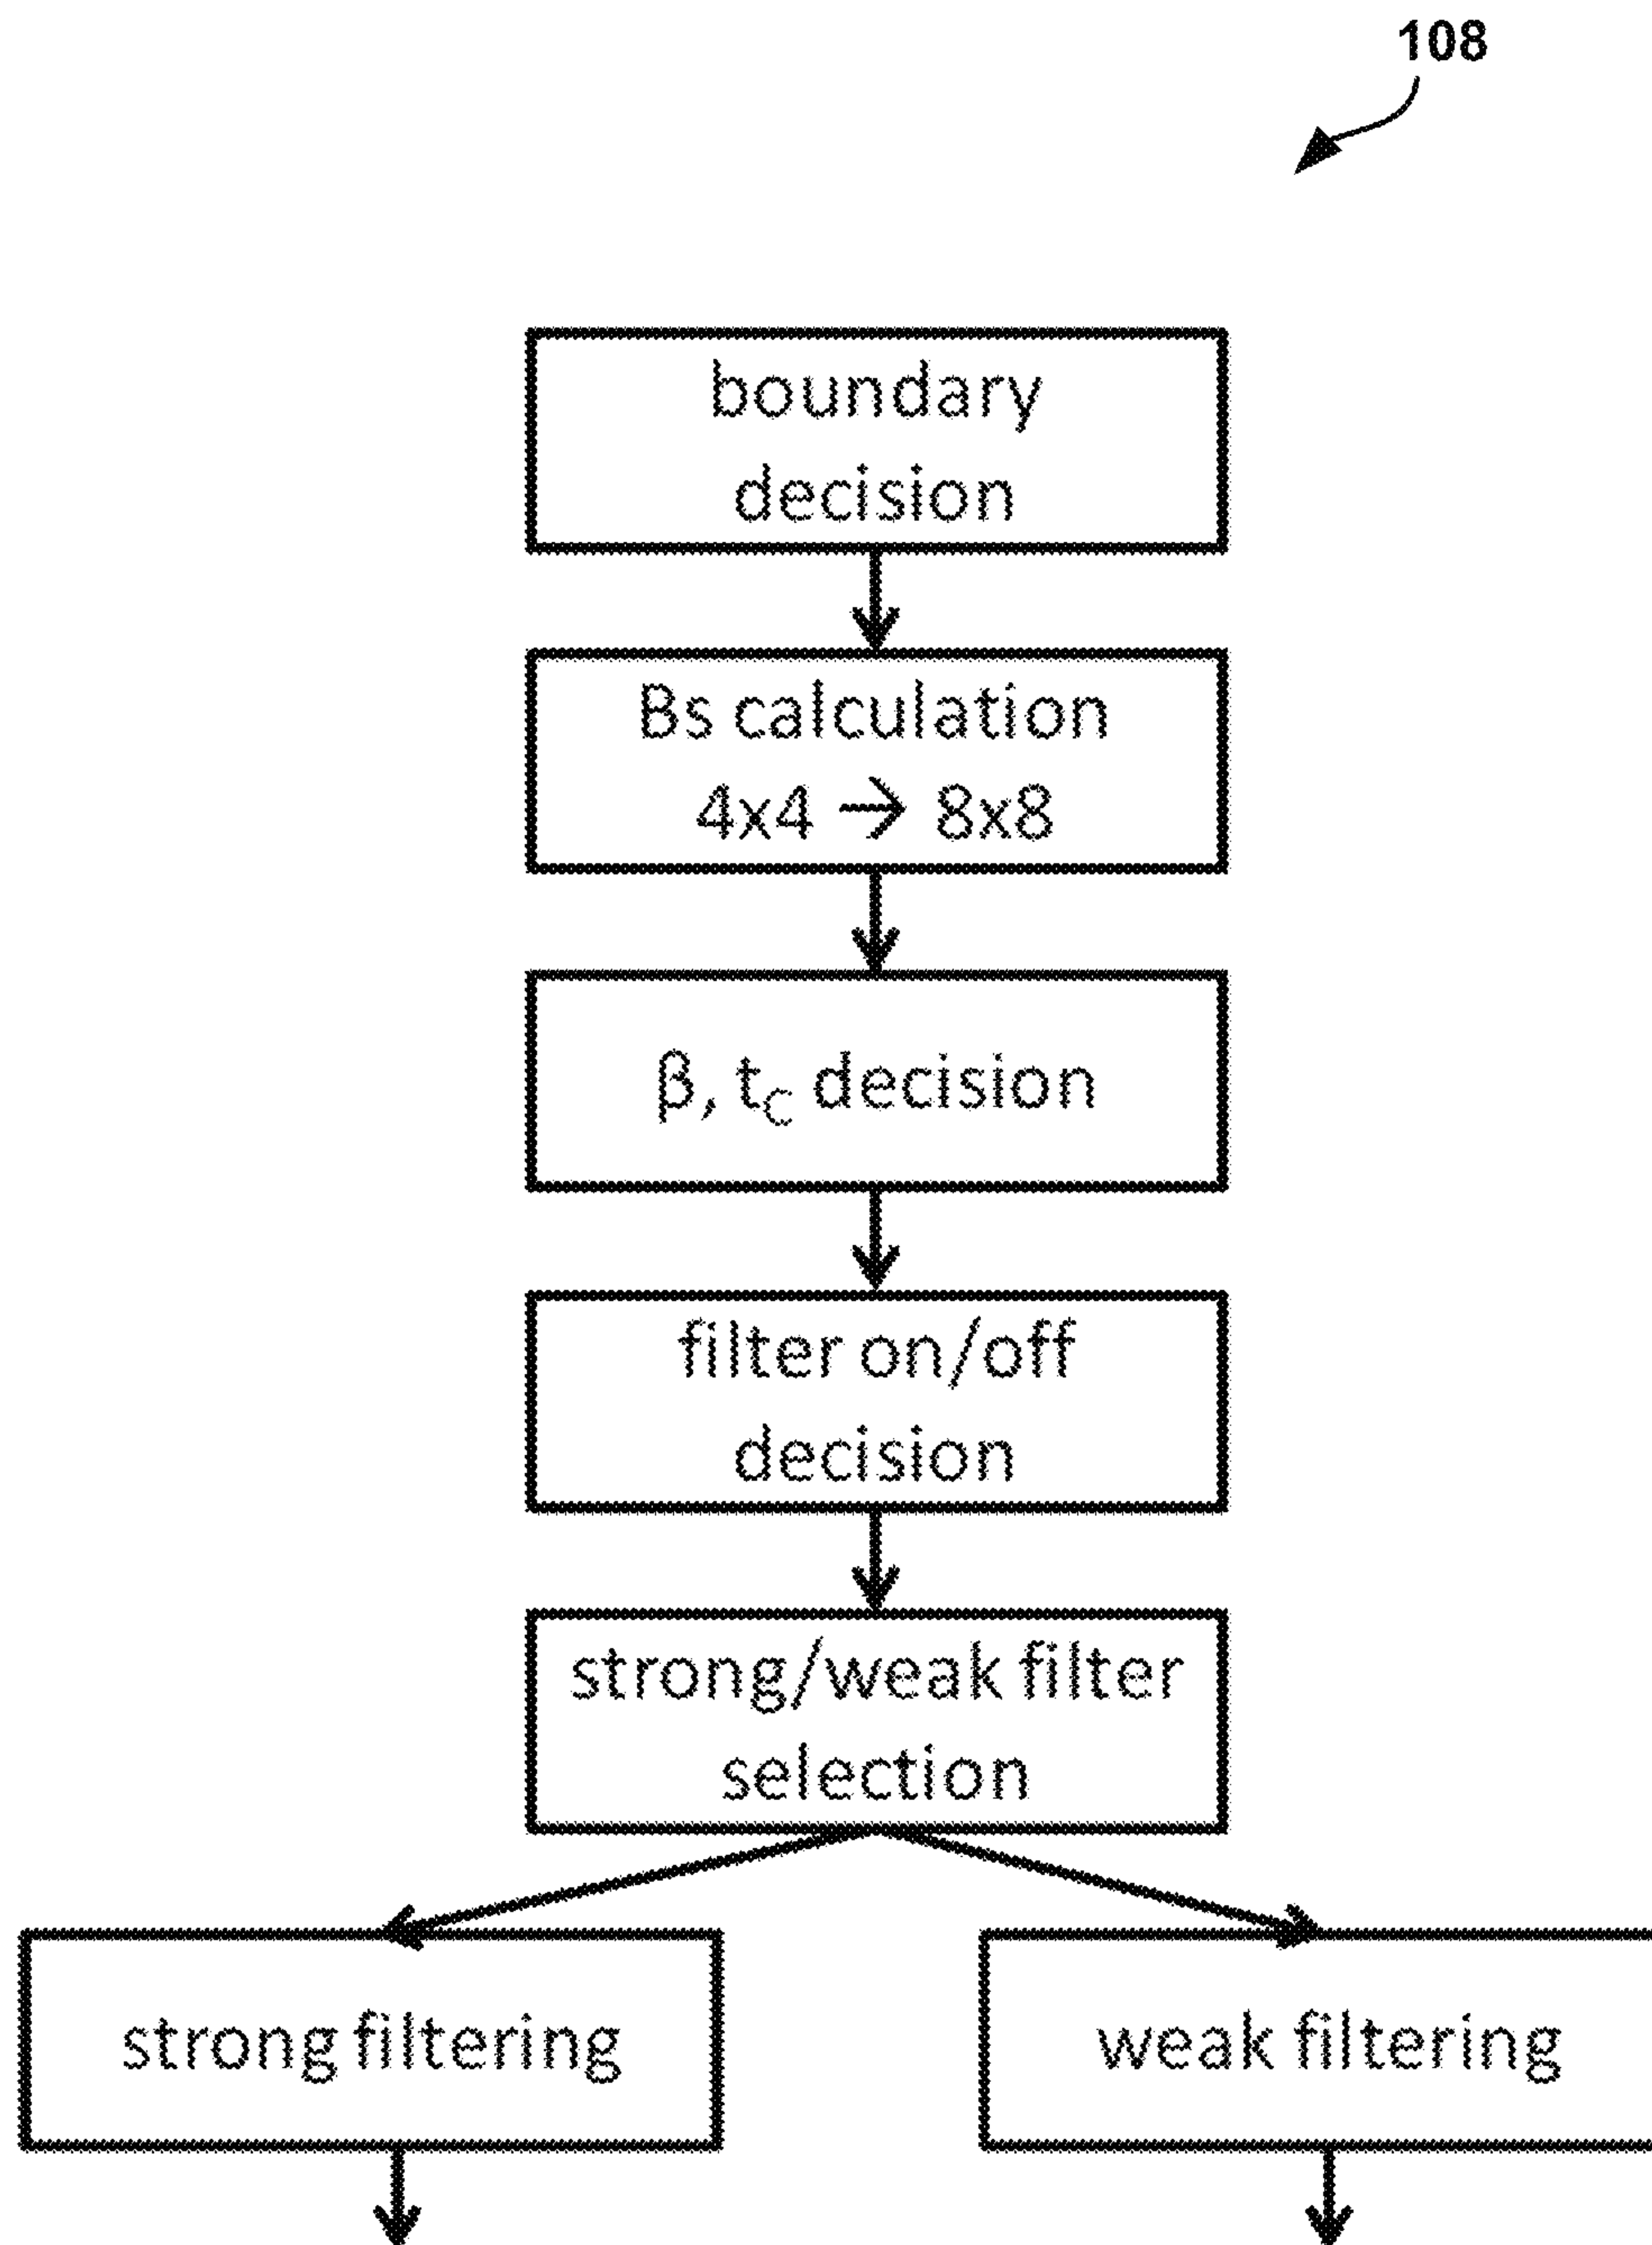 108
boundary
decision
Bs calculation
4x4 → 8x8
β, t_C decision
filter on/off
decision
strong/weak filter
selection
strong filtering
weak filtering